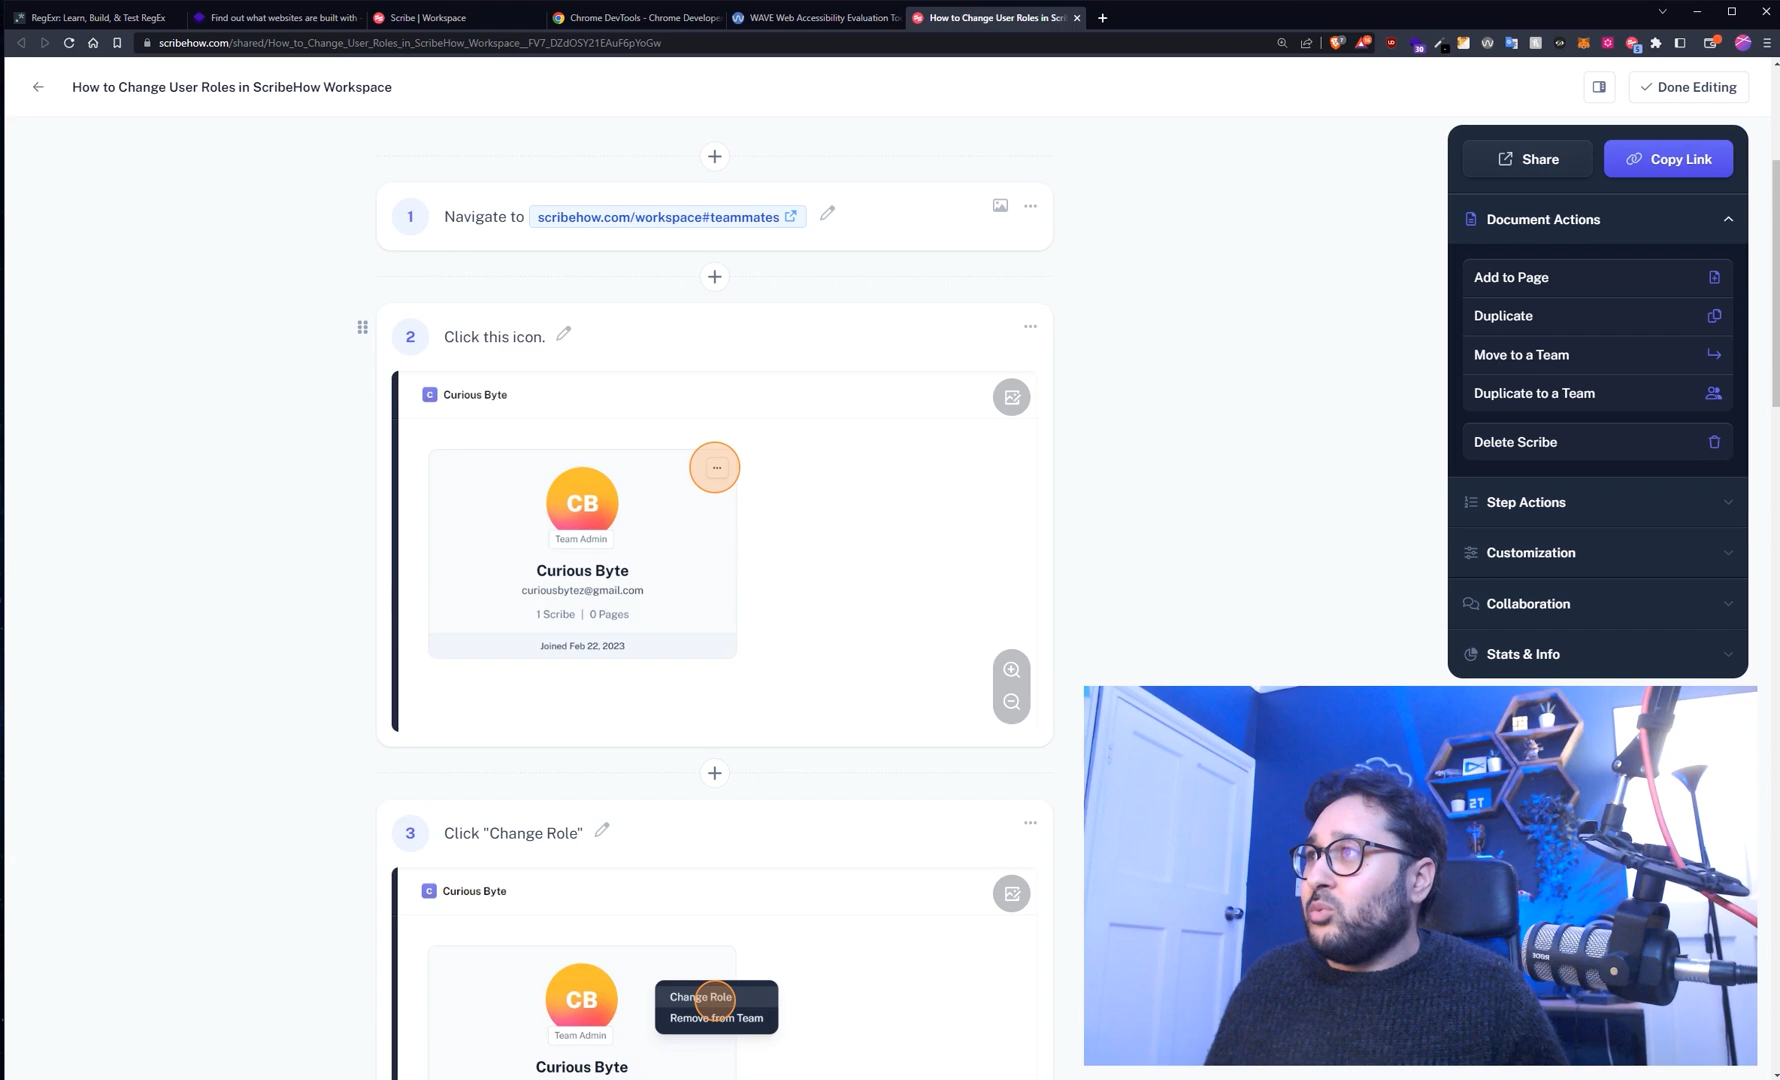 RegExr: Learn, Build, & Test RegEx
Find out what websites are built with -
Scribe | Workspace
Chrome DevTools - Chrome Develope
WAVE Web Accessibility Evaluation To
How to Change User Roles in Scri
scribehow.com/shared/How_to_Change_User_Roles_in_ScribeHow_Workspace__FV7_DZdOSY21EAuF6pYoGw
How to Change User Roles in ScribeHow Workspace
Done Editing
Share
Copy Link
1
Navigate to scribehow.com/workspace#teammates
Document Actions
Add to Page
Duplicate
Move to a Team
Duplicate to a Team
Delete Scribe
Step Actions
Customization
Collaboration
Stats & Info
2
Click this icon.
C Curious Byte
CB
Team Admin
Curious Byte
curiousbytez@gmail.com
1 Scribe | 0 Pages
Joined Feb 22, 2023
3
Click "Change Role"
C Curious Byte
CB
Team Admin
Curious Byte
Change Role
Remove from Team
RODE